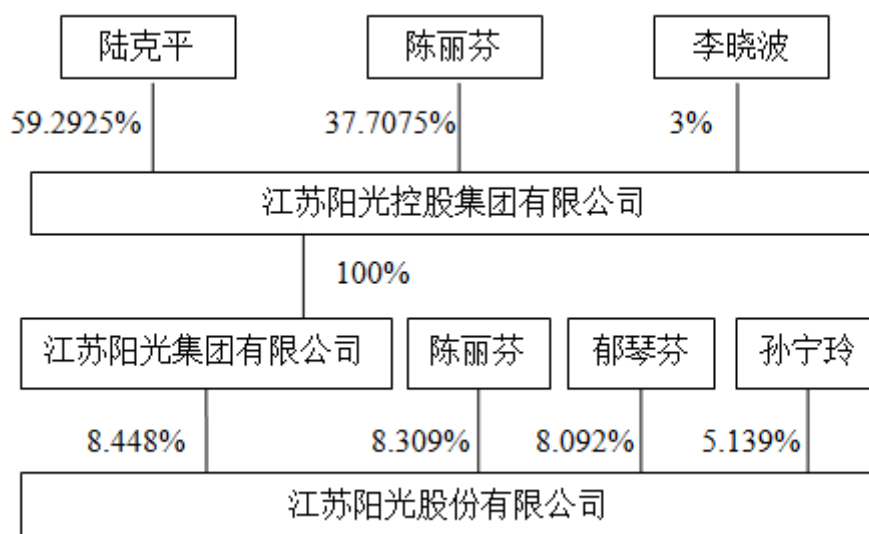 陆克平 陈丽芬 李晓波
59.2925% 37.7075% 3%
江苏阳光控股集团有限公司
100%
江苏阳光集团有限公司 陈丽芬 郁琴芬 孙宁玲
8.448% 8.309% 8.092% 5.139%
江苏阳光股份有限公司